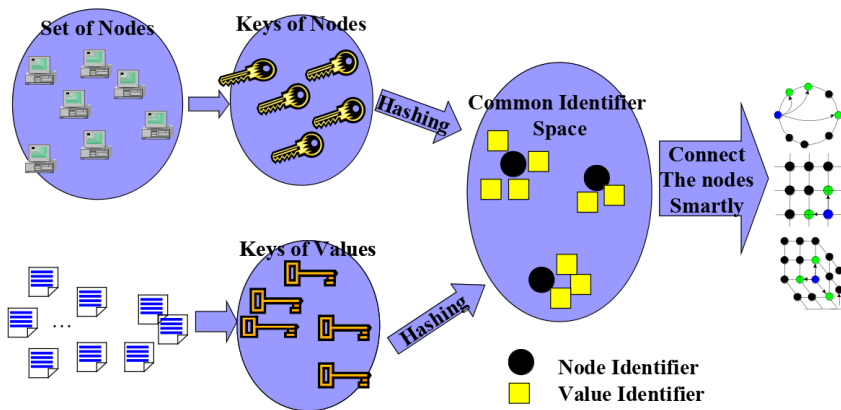 Set of Nodes
Keys of Nodes
Hashing
Common Identifier
Space
Connect
The nodes
Smartly
Keys of Values
...
Hashing
Node Identifier
Value Identifier